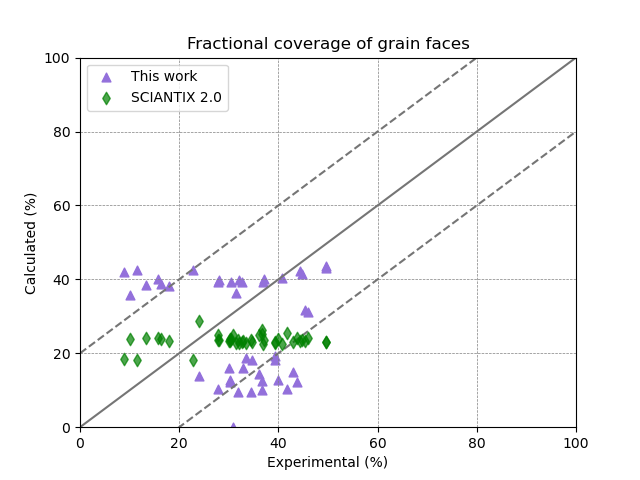 Fractional coverage of grain faces
100
80
60
40
20
0
This work
SCIANTIX 2.0
Calculated (%)
0 20 40 60 80 100
Experimental (%)